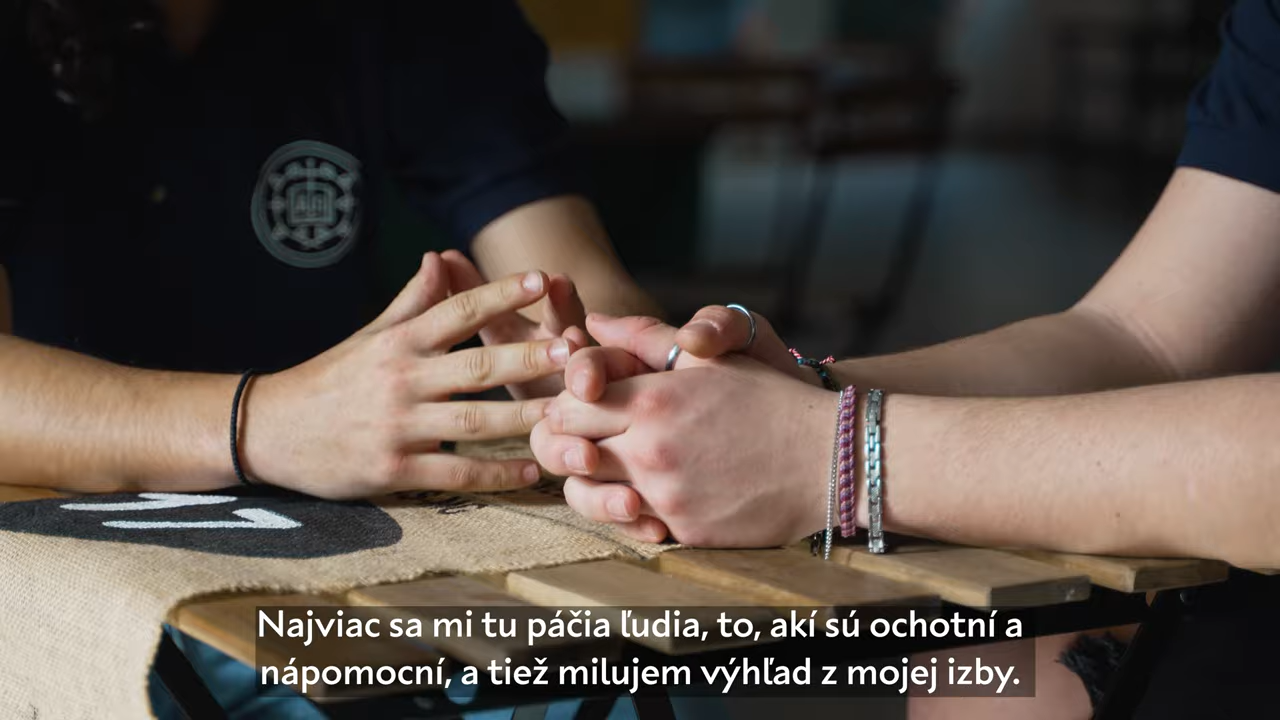 Najviac sa mi tu páčia ľudia, to, akí sú ochotní a
nápomocní, a tiež milujem výhľad z mojej izby.